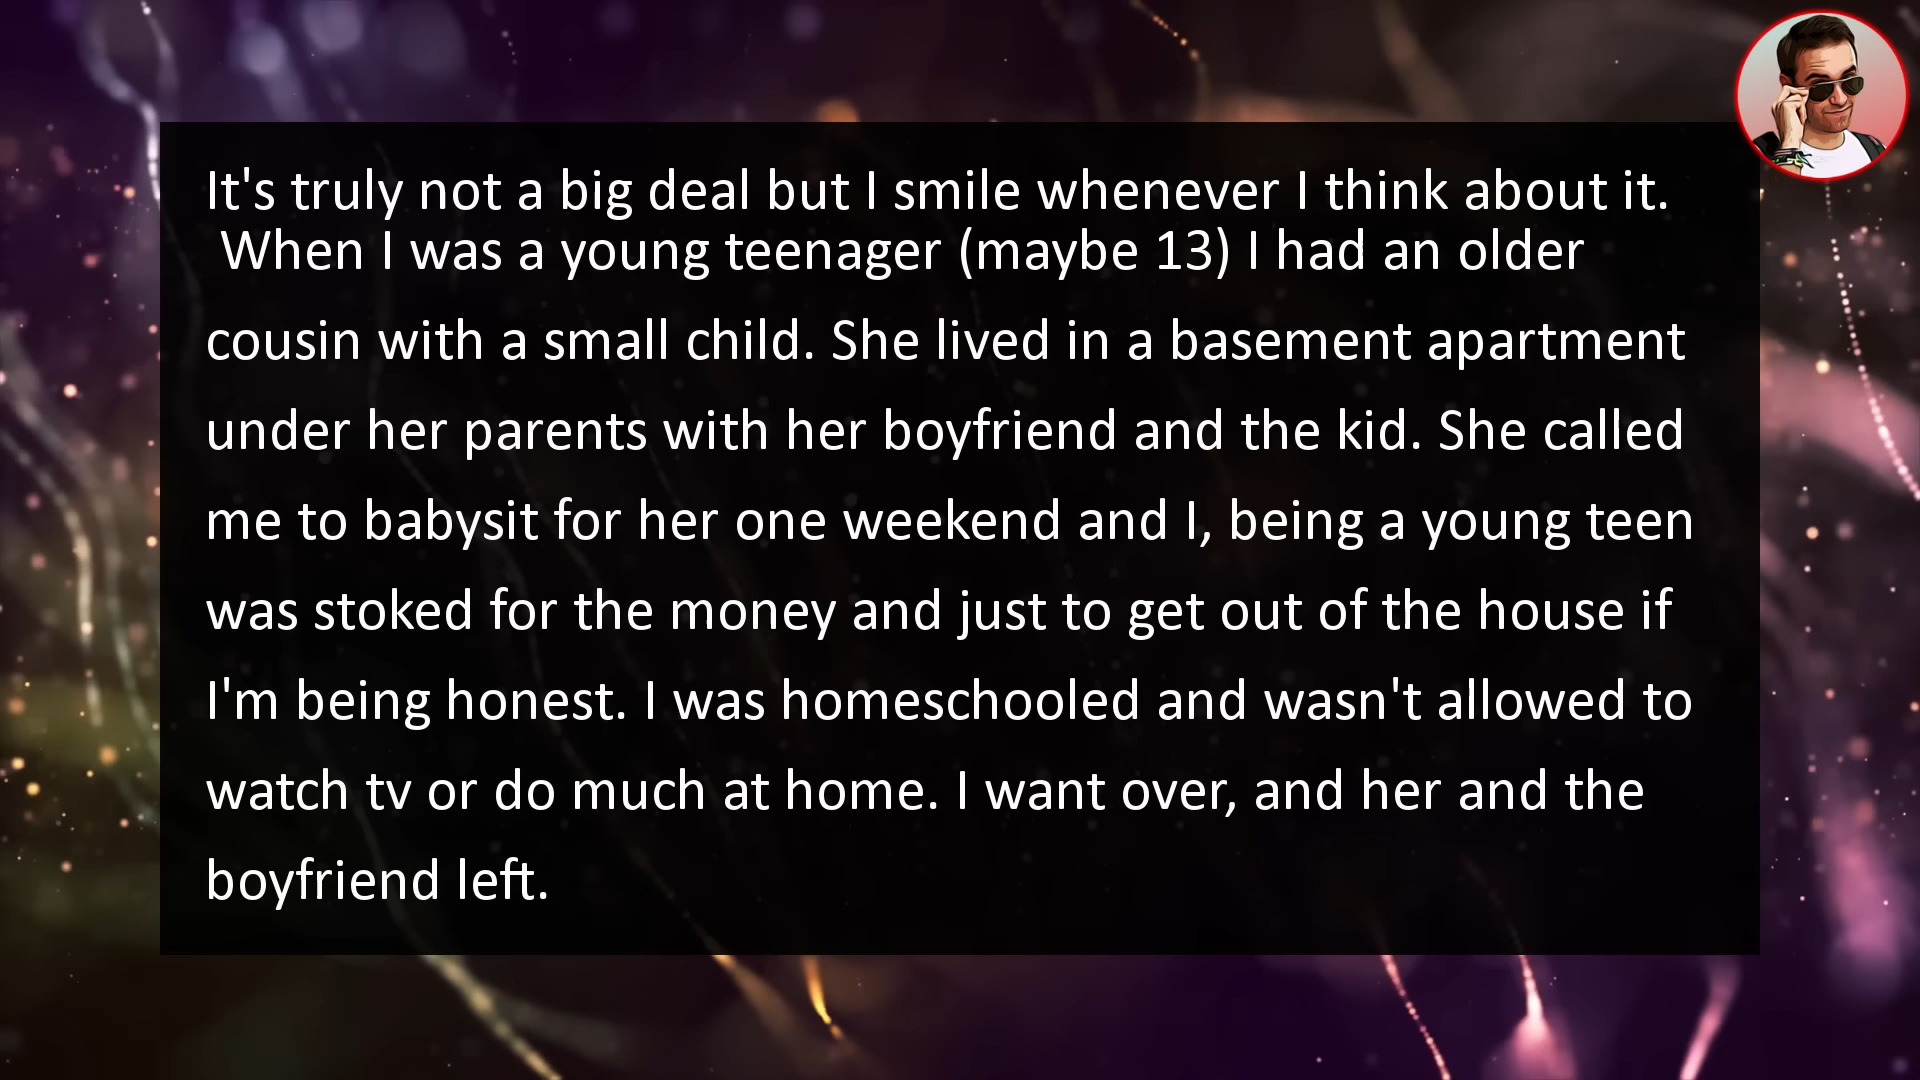 It's truly not a big deal but I smile whenever I think about it.
When I was a young teenager (maybe 13) I had an older
cousin with a small child. She lived in a basement apartment
under her parents with her boyfriend and the kid. She called
me to babysit for her one weekend and I, being a young teen
was stoked for the money and just to get out of the house if
I'm being honest. I was homeschooled and wasn't allowed to
watch tv or do much at home. I want over, and her and the
boyfriend left.